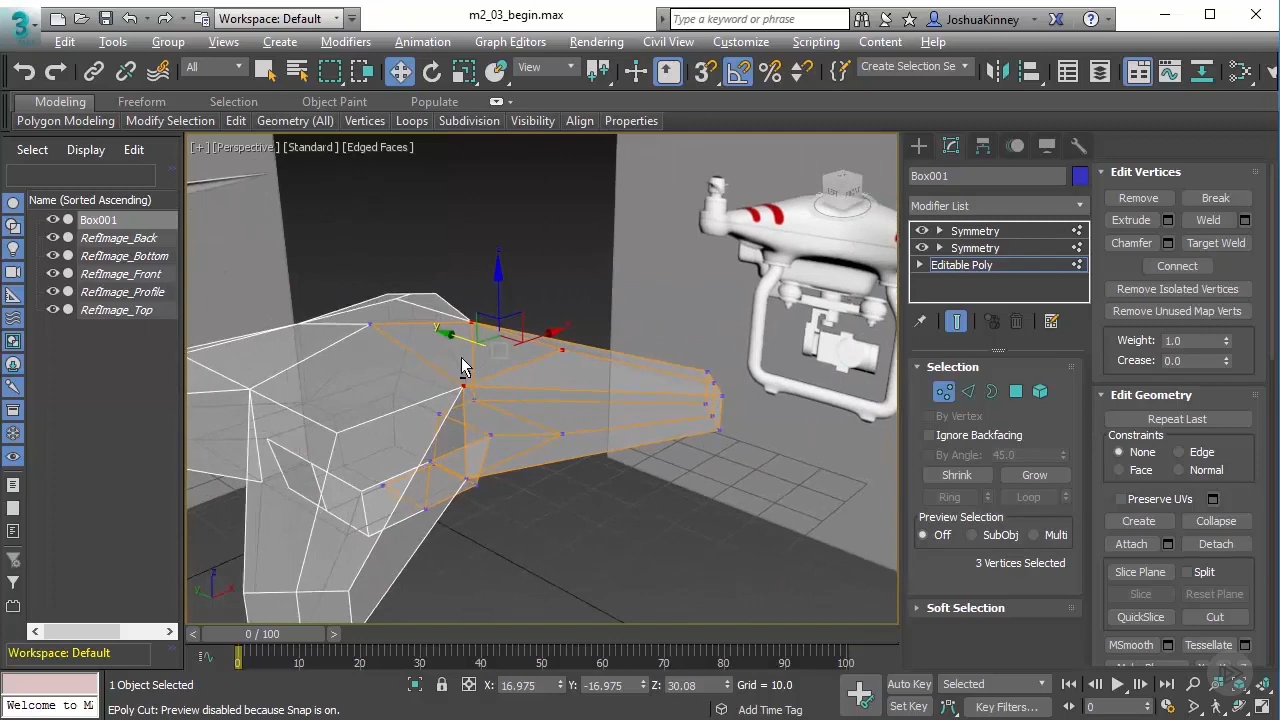 3
Workspace: Default
m2_03_begin.max
Type a keyword or phrase
JoshuaKinney
Edit Tools Group Views Create Modifiers Animation Graph Editors Rendering Civil View Customize Scripting Content Help
All
View
Create Selection Se
Modeling Freeform Selection Object Paint Populate
Polygon Modeling Modify Selection Edit Geometry (All) Vertices Loops Subdivision Visibility Align Properties
Select Display Edit
Name (Sorted Ascending)
Box001
RefImage_Back
RefImage_Bottom
RefImage_Front
RefImage_Profile
RefImage_Top
Workspace: Default
[+] [Perspective] [Standard] [Edged Faces]
Box001
Modifier List
Symmetry
Symmetry
Editable Poly
Selection
By Vertex
Ignore Backfacing
By Angle: 45.0
Shrink Grow
Ring Loop
Preview Selection
Off SubObj Multi
3 Vertices Selected
Soft Selection
Edit Vertices
Remove Break
Extrude Weld
Chamfer Target Weld
Connect
Remove Isolated Vertices
Remove Unused Map Verts
Weight: 1.0
Crease: 0.0
Edit Geometry
Repeat Last
Constraints
None Edge
Face Normal
Preserve UVs
Create Collapse
Attach Detach
Slice Plane Split
Slice Reset Plane
QuickSlice Cut
MSmooth Tessellate
0 / 100
0 10 20 30 40 50 60 70 80 90 100
Welcome to MA
1 Object Selected
EPoly Cut: Preview disabled because Snap is on.
X: 16.975 Y: -16.975 Z: 30.08 Grid = 10.0
Add Time Tag
Auto Key Selected
Set Key Key Filters...
0